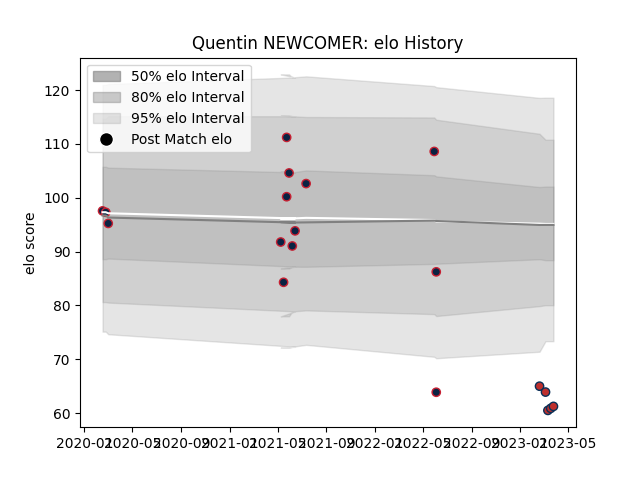 Quentin NEWCOMER: elo History
50% elo Interval
80% elo Interval
95% elo Interval
Post Match elo
elo score
120
110
100
90
80
70
60
2020-01 2020-05 2020-09 2021-01 2021-05 2021-09 2022-01 2022-05 2022-09 2023-01 2023-05